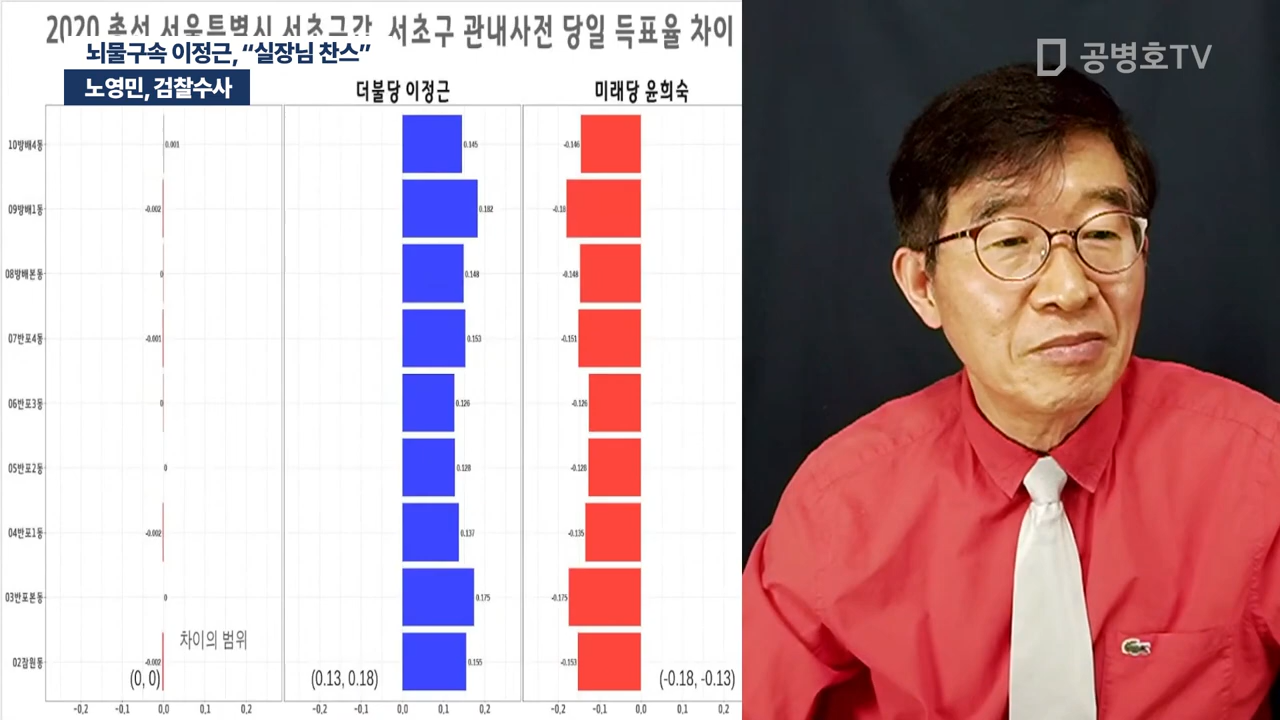 2020 총선 서울특별시 서초구갑 서초구 관내사전 당일 득표율 차이
뇌물구속 이정근, “실장님 찬스”
노영민, 검찰수사
공병호TV
더불당 이정근
미래당 윤희숙
10방배4동 0.001 0.145 -0.146
09방배1동 -0.002 0.182 -0.18
08방배본동 0 0.148 -0.148
07반포4동 -0.001 0.153 -0.151
06반포3동 0 0.126 -0.126
05반포2동 0 0.128 -0.128
04반포1동 -0.002 0.137 -0.135
03반포본동 0 0.175 -0.175
차이의 범위
02잠원동 -0.002 0.155 -0.153
(0, 0) (0.13, 0.18) (-0.18, -0.13)
-0,2 -0,1 0,0 0,1 0,2 -0,2 -0,1 0,0 0,1 0,2 -0,2 -0,1 0,0 0,1 0,2